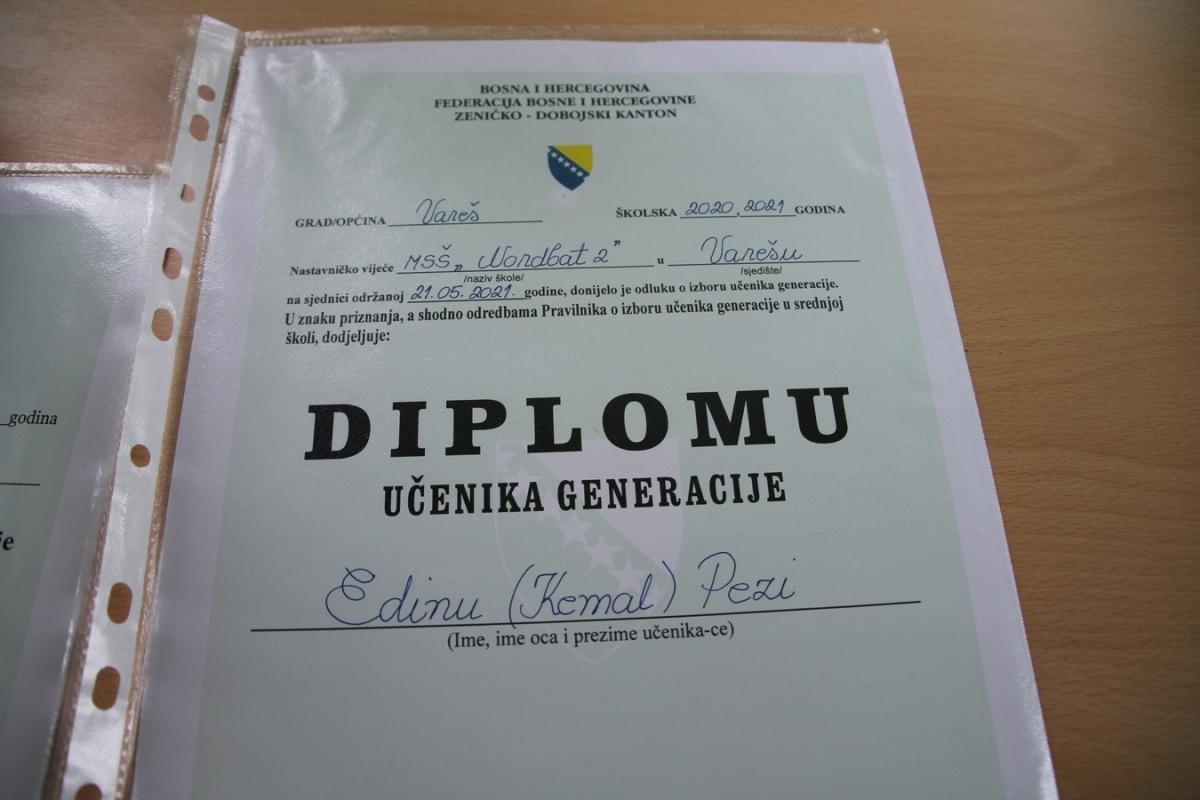 BOSNA I HERCEGOVINA
FEDERACIJA BOSNE I HERCEGOVINE
ZENIČKO - DOBOJSKI KANTON
GRAD/OPĆINA Vareš ŠKOLSKA 2020, 2021 GODINA
Nastavničko vijeće MSŠ „Nordbat 2” u Varešu
/naziv škole/ /sjedište/
na sjednici održanoj 21.05.2021. godine, donijelo je odluku o izboru učenika generacije.
U znaku priznanja, a shodno odredbama Pravilnika o izboru učenika generacije u srednjoj
školi, dodjeljuje:
DIPLOMU
UČENIKA GENERACIJE
Edinu (Kemal) Pezi
(Ime, ime oca i prezime učenika-ce)
godina
je